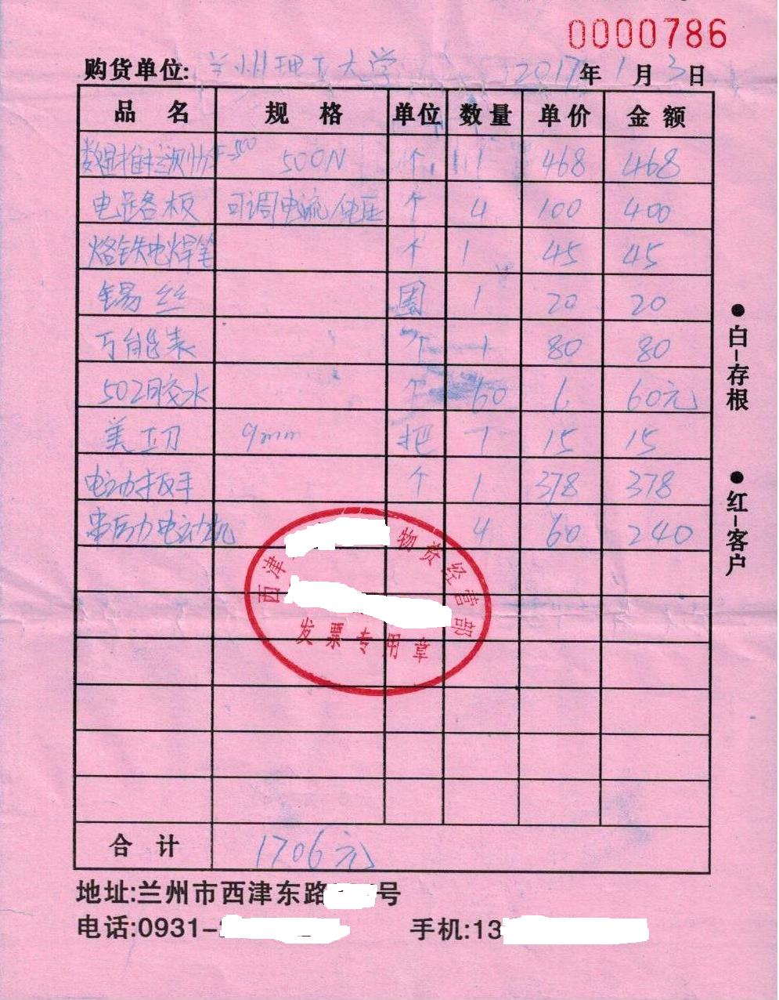 0000786
购货单位: 兰州理工大学 2017年1月3日
品名 规格 单位 数量 单价 金额
数显推拉测力计F-500 500N 个 1 468 468
电路板 可调电流/电压 个 4 100 400
烙铁电焊笔 个 1 45 45
锡丝 圈 1 20 20
万能表 个 1 80 80
502胶水 个 60 1. 60元
美工刀 9mm 把 1 15 15
电动扳手 个 1 378 378
串励电动机 4 60 240
西津 物资经营部
发票专用章
合计 1706元
地址:兰州市西津东路 号
电话:0931- 手机:13
●白-存根
●红-客户